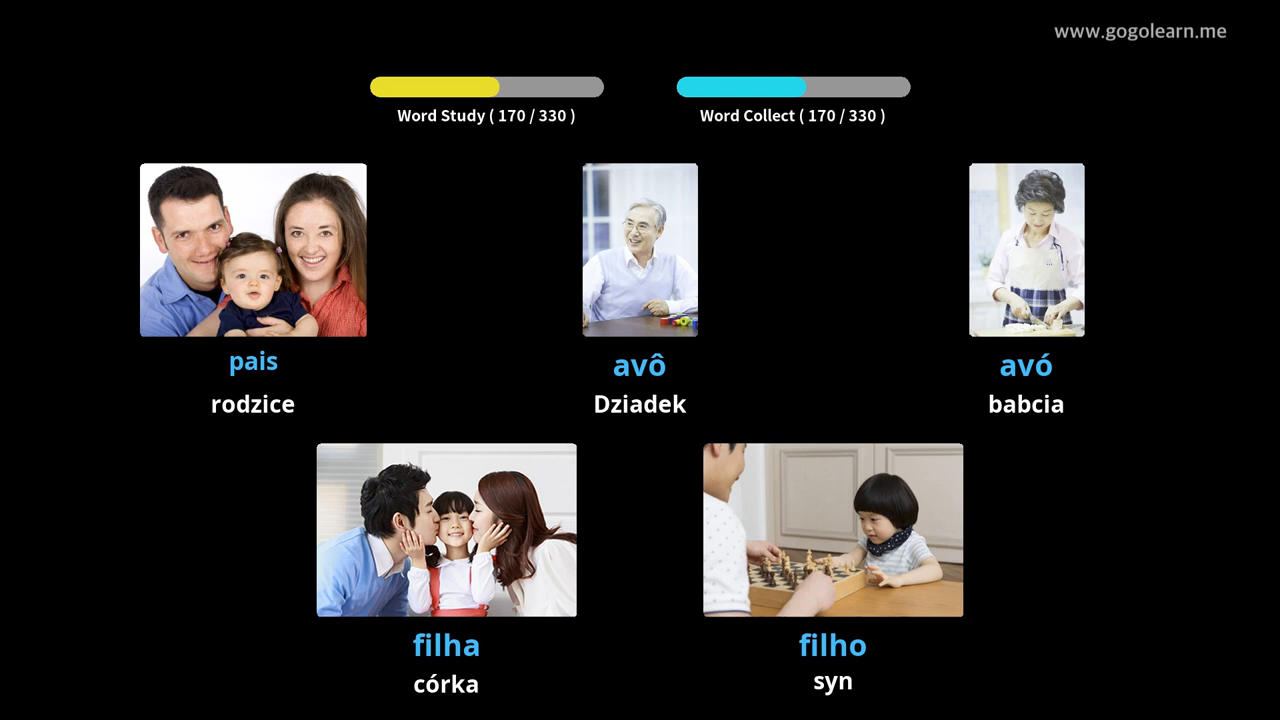 www.gogolearn.me
Word Study ( 170 / 330 )
Word Collect ( 170 / 330 )
pais
avô
avó
rodzice
Dziadek
babcia
filha
filho
córka
syn